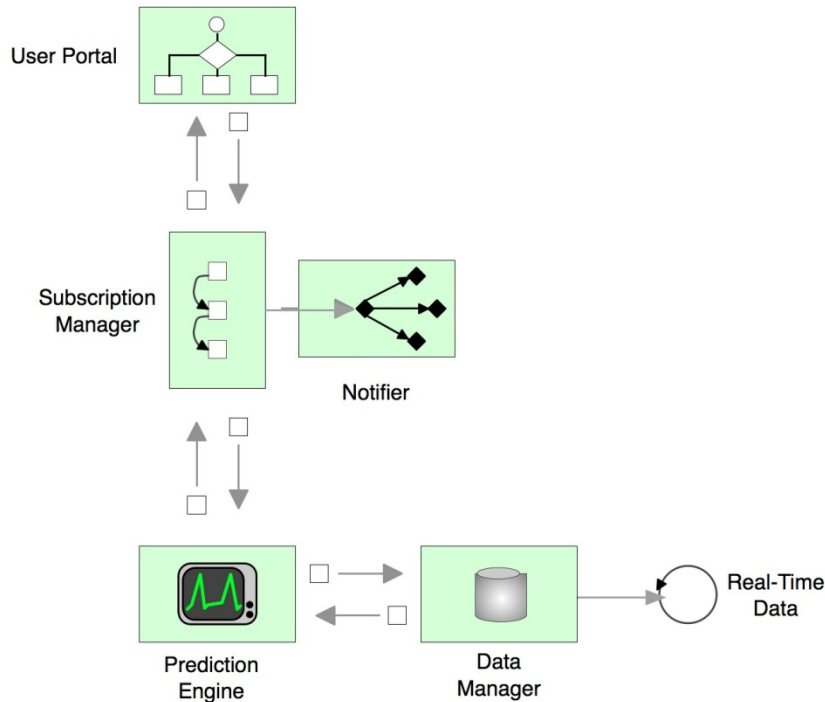 User Portal
Subscription
Manager
Notifier
Prediction
Engine
Data
Manager
Real-Time
Data